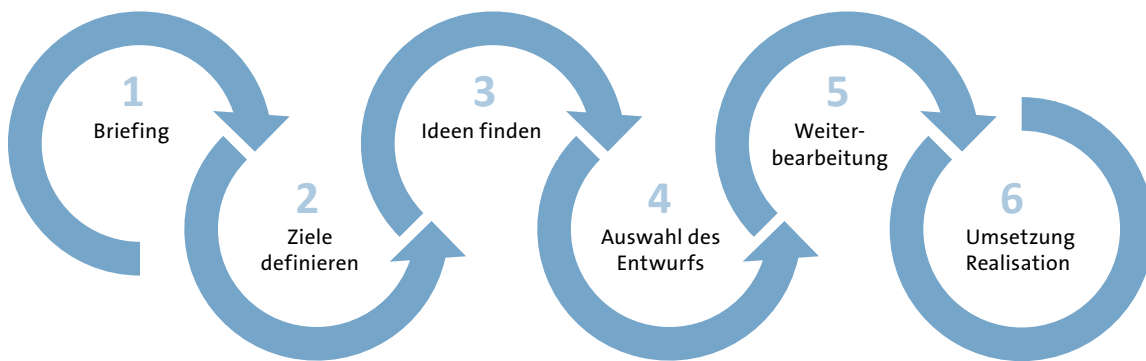 1
Briefing
2
Ziele
definieren
3
Ideen finden
4
Auswahl des
Entwurfs
5
Weiter-
bearbeitung
6
Umsetzung
Realisation